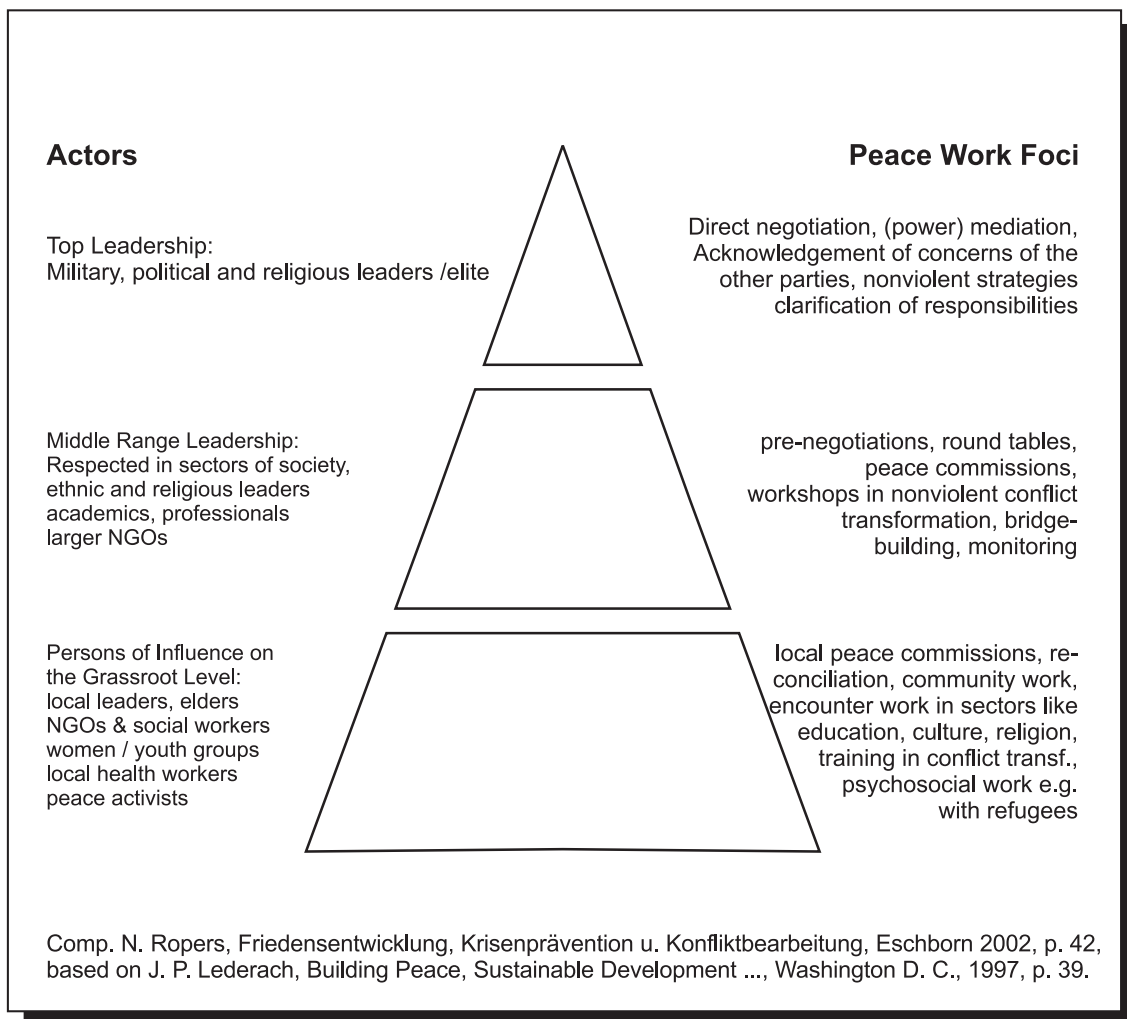 Actors
Peace Work Foci
Top Leadership:
Military, political and religious leaders /elite
Direct negotiation, (power) mediation,
Acknowledgement of concerns of the
other parties, nonviolent strategies
clarification of responsibilities
Middle Range Leadership:
Respected in sectors of society,
ethnic and religious leaders
academics, professionals
larger NGOs
pre-negotiations, round tables,
peace commissions,
workshops in nonviolent conflict
transformation, bridge-
building, monitoring
Persons of Influence on
the Grassroot Level:
local leaders, elders
NGOs & social workers
women / youth groups
local health workers
peace activists
local peace commissions, re-
conciliation, community work,
encounter work in sectors like
education, culture, religion,
training in conflict transf.,
psychosocial work e.g.
with refugees
Comp. N. Ropers, Friedensentwicklung, Krisenprävention u. Konfliktbearbeitung, Eschborn 2002, p. 42,
based on J. P. Lederach, Building Peace, Sustainable Development ..., Washington D. C., 1997, p. 39.